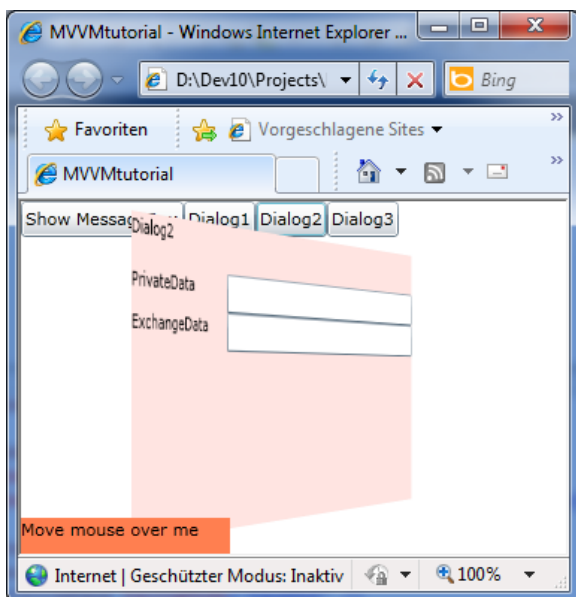 MVVMtutorial - Windows Internet Explorer ...
D:\Dev10\Projects\
Bing
Favoriten
Vorgeschlagene Sites
MVVMtutorial
Show Message
Dialog1
Dialog2
Dialog3
Dialog2
PrivateData
ExchangeData
Move mouse over me
Internet | Geschützter Modus: Inaktiv
100%